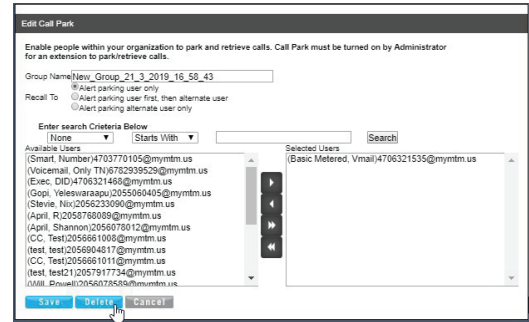 Edit Call Park
Enable people within your organization to park and retrieve calls. Call Park must be turned on by Administrator
for an extension to park/retrieve calls.
Group Name New_Group_21_3_2019_16_58_43
Alert parking user only
Recall To Alert parking user first, then alternate user
Alert parking alternate user only
Enter search Crieteria Below
None Starts With Search
Available Users Selected Users
(Smart, Number)4703770105@mymtm.us (Basic Metered, Vmail)4706321535@mymtm.us
(Voicemail, Only TN)6782939529@mymtm.us
(Exec, DID)4706321468@mymtm.us
(Gopi, Yeleswaraapu)2055060405@mymtm.us
(Stevie, Nix)2056233090@mymtm.us
(April, R)2058768089@mymtm.us
(April, Shannon)2056078012@mymtm.us
(CC, Test)2056661008@mymtm.us
(test, test)2056904817@mymtm.us
(CC, Test)2056661011@mymtm.us
(test, test21)2057917734@mymtm.us
(Will, Powell)2056078589@mymtm.us
Save Delete Cancel